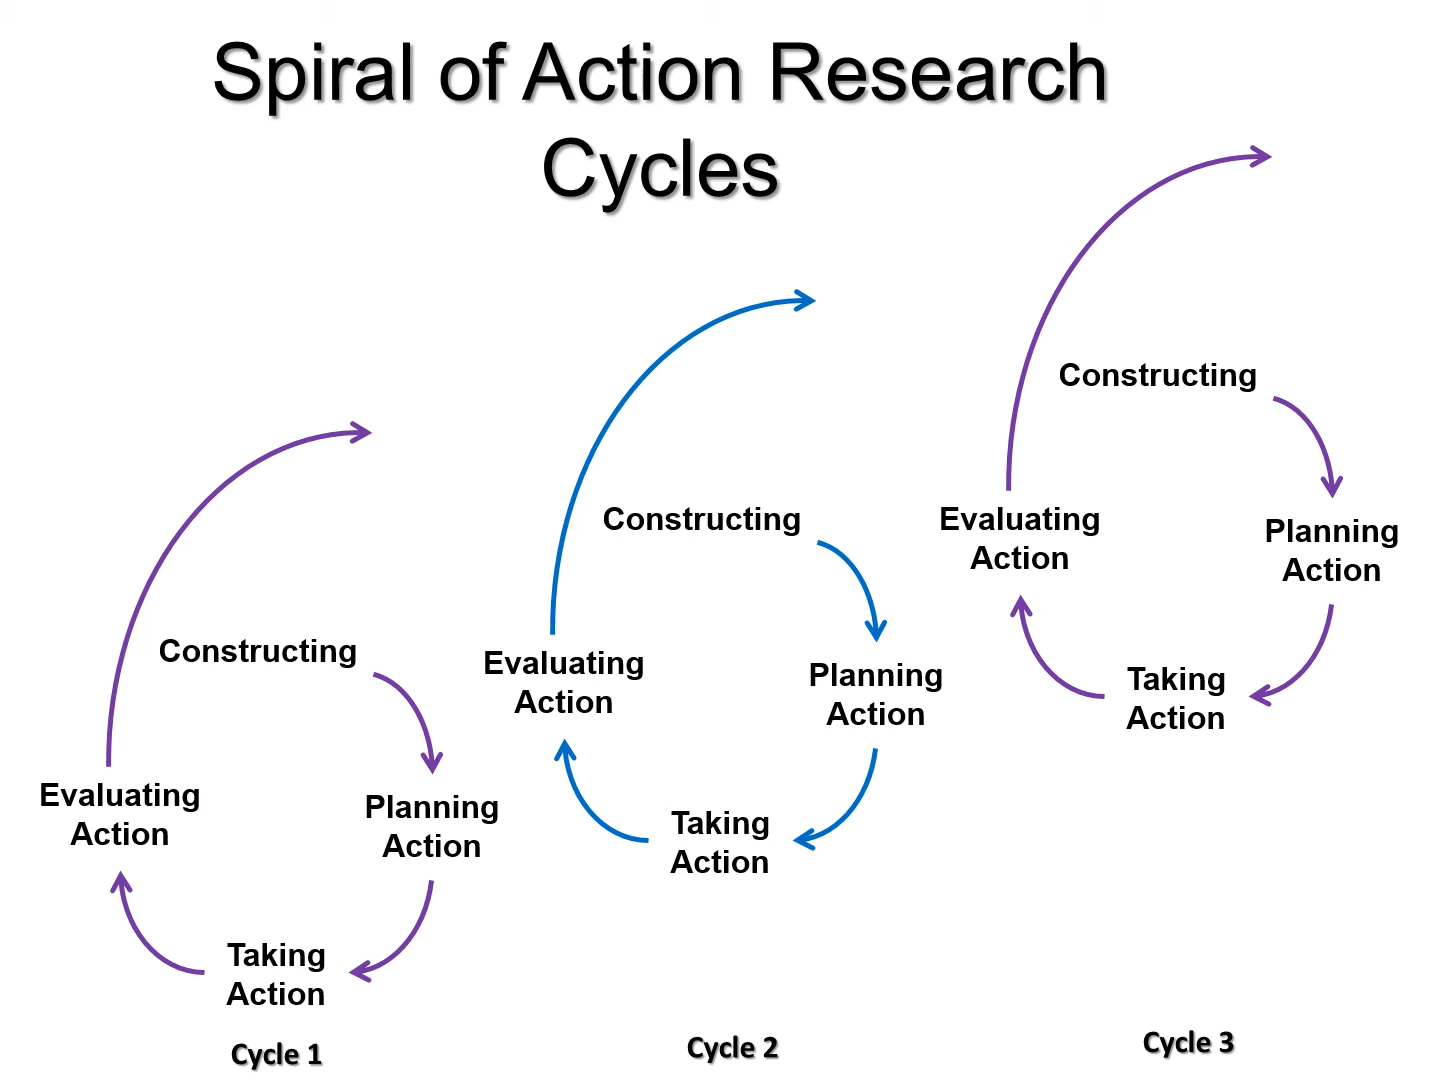 Spiral of Action Research
Cycles
Constructing
Planning
Action
Taking
Action
Evaluating
Action
Cycle 1
Constructing
Planning
Action
Taking
Action
Evaluating
Action
Cycle 2
Constructing
Planning
Action
Taking
Action
Evaluating
Action
Cycle 3